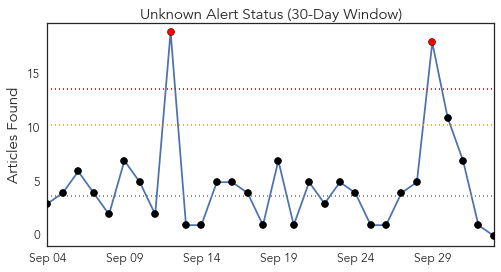 Unknown Alert Status (30-Day Window)
Articles Found
15
10
5
0
Sep 04 Sep 09 Sep 14 Sep 19 Sep 24 Sep 29